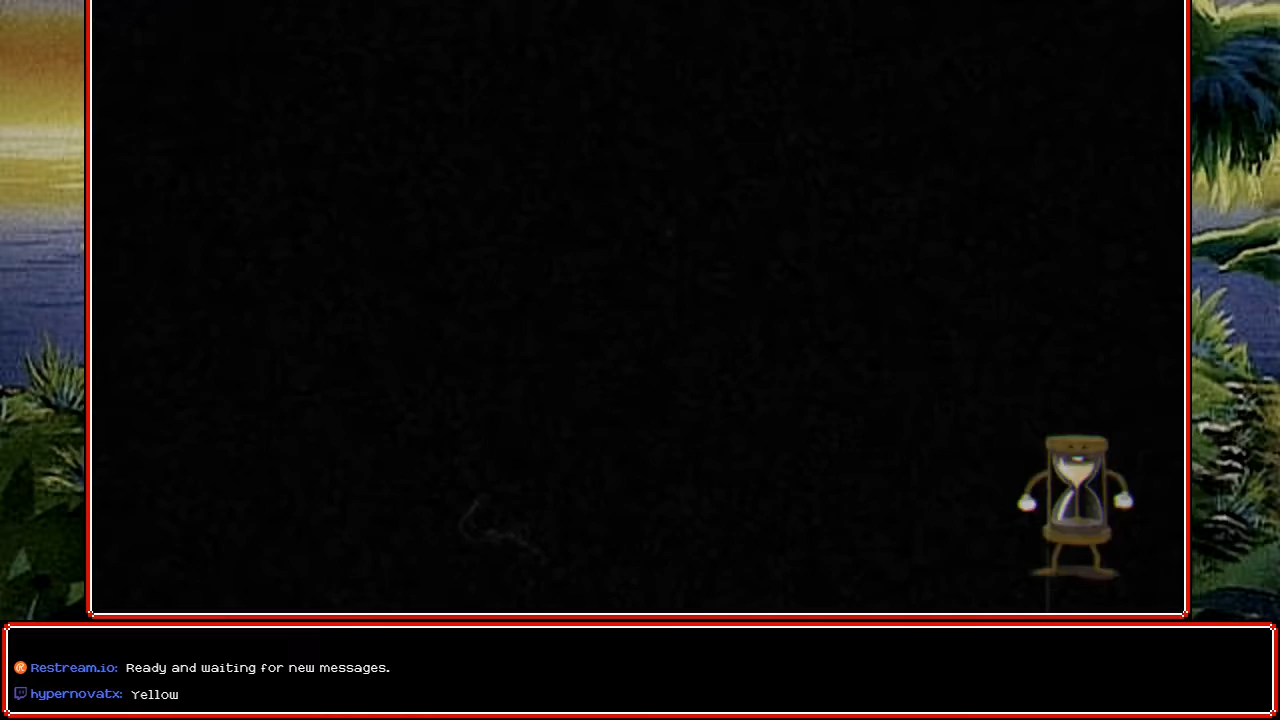 Restream.io: Ready and waiting for new messages.
hypernovatx: Yellow